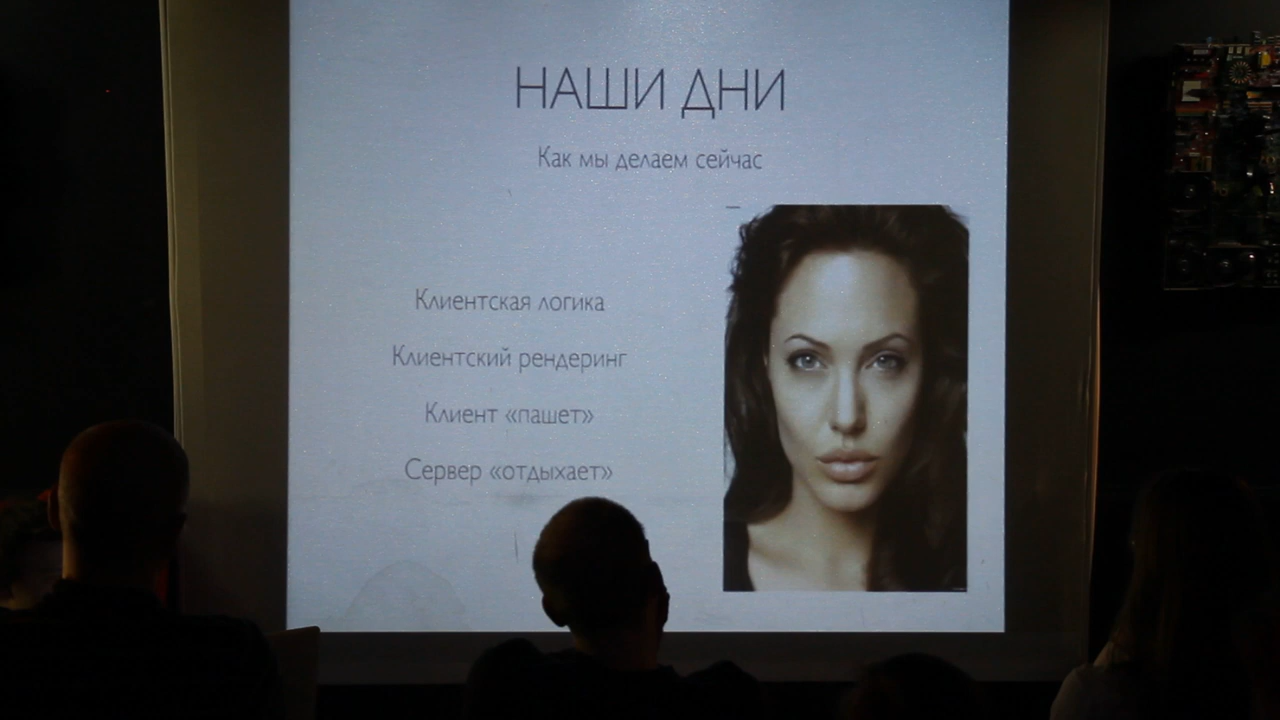 НАШИ ДНИ
Как мы делаем сейчас
Клиентская логика
Клиентский рендеринг
Клиент «пашет»
Сервер «отдыхает»